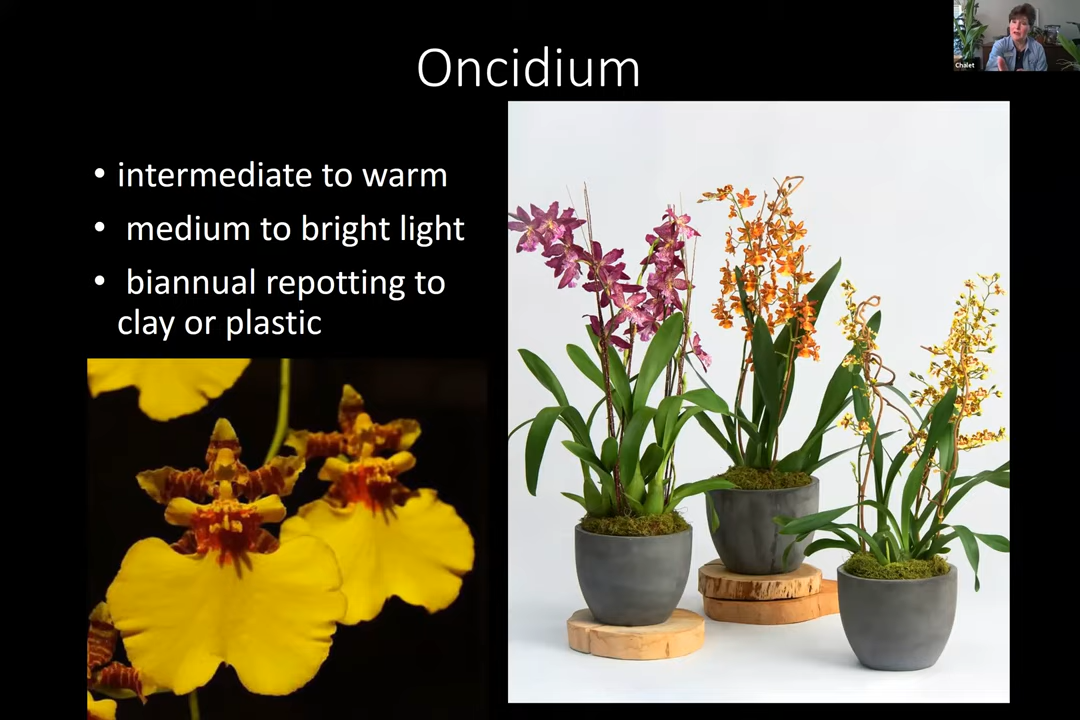 Oncidium
Chalet
• intermediate to warm
• medium to bright light
• biannual repotting to
clay or plastic